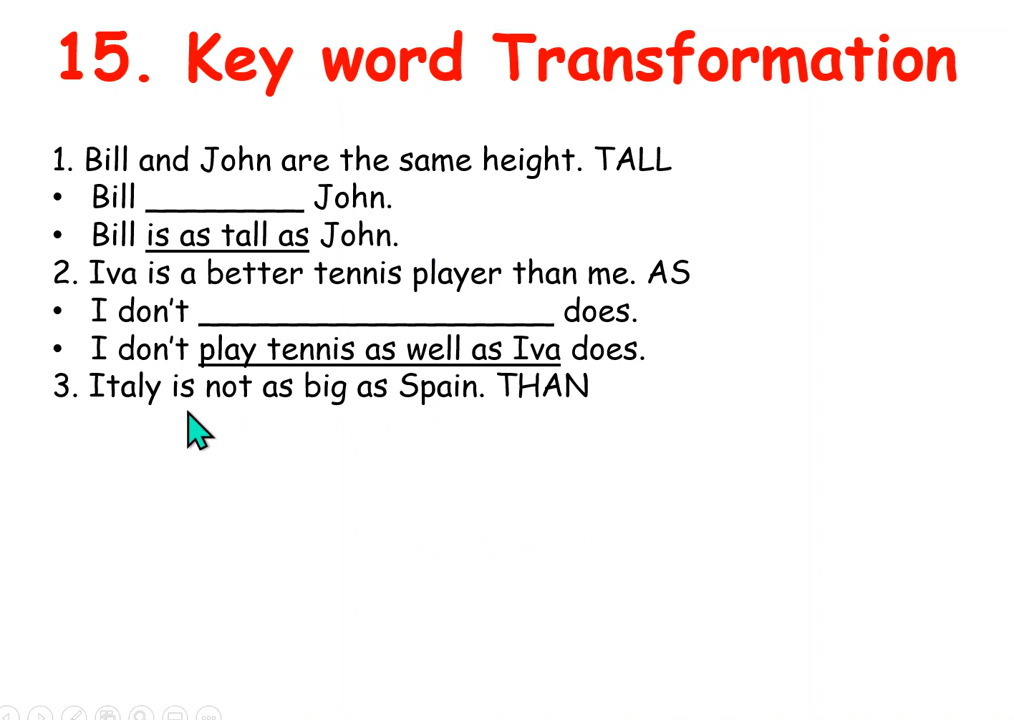 15. Key word Transformation
1. Bill and John are the same height. TALL
• Bill __________ John.
• Bill is as tall as John.
2. Iva is a better tennis player than me. AS
• I don't ______________________ does.
• I don't play tennis as well as Iva does.
3. Italy is not as big as Spain. THAN